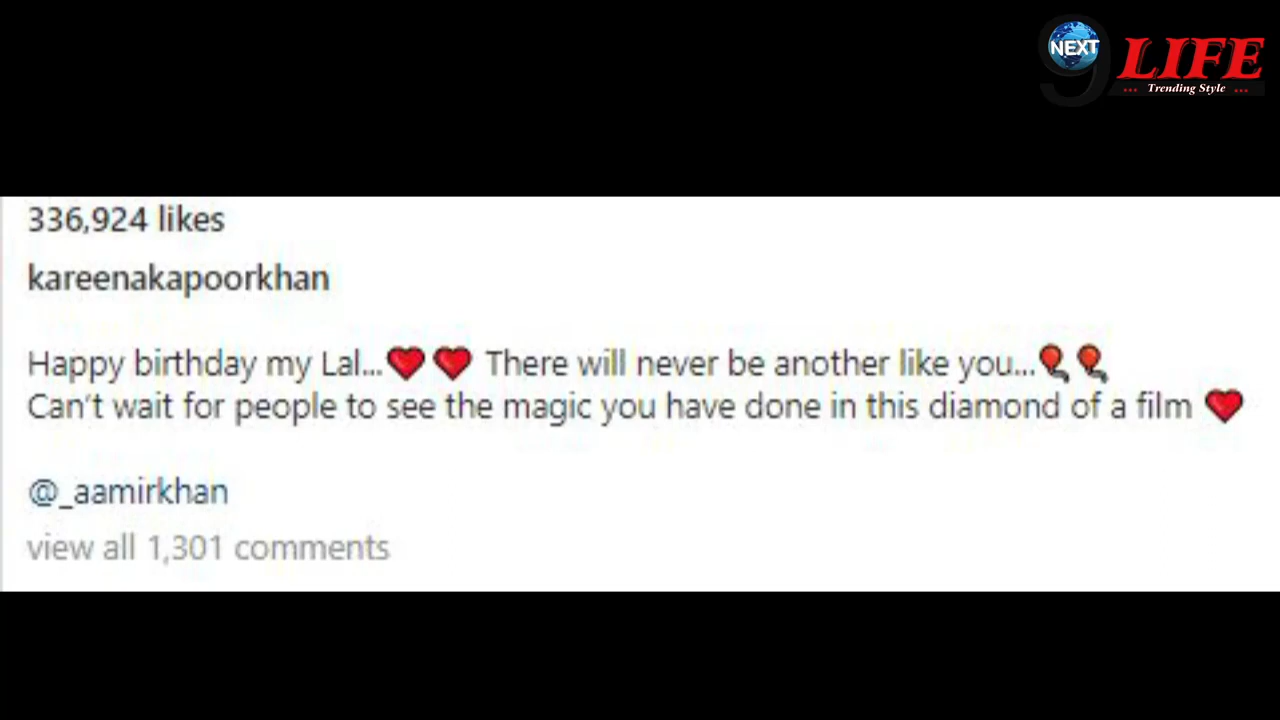 9
NEXT
LIFE
... Trending Style ...
336,924 likes
kareenakapoorkhan
Happy birthday my Lal...❤️❤️ There will never be another like you...🎈🎈
Can't wait for people to see the magic you have done in this diamond of a film ❤️
@_aamirkhan
view all 1,301 comments